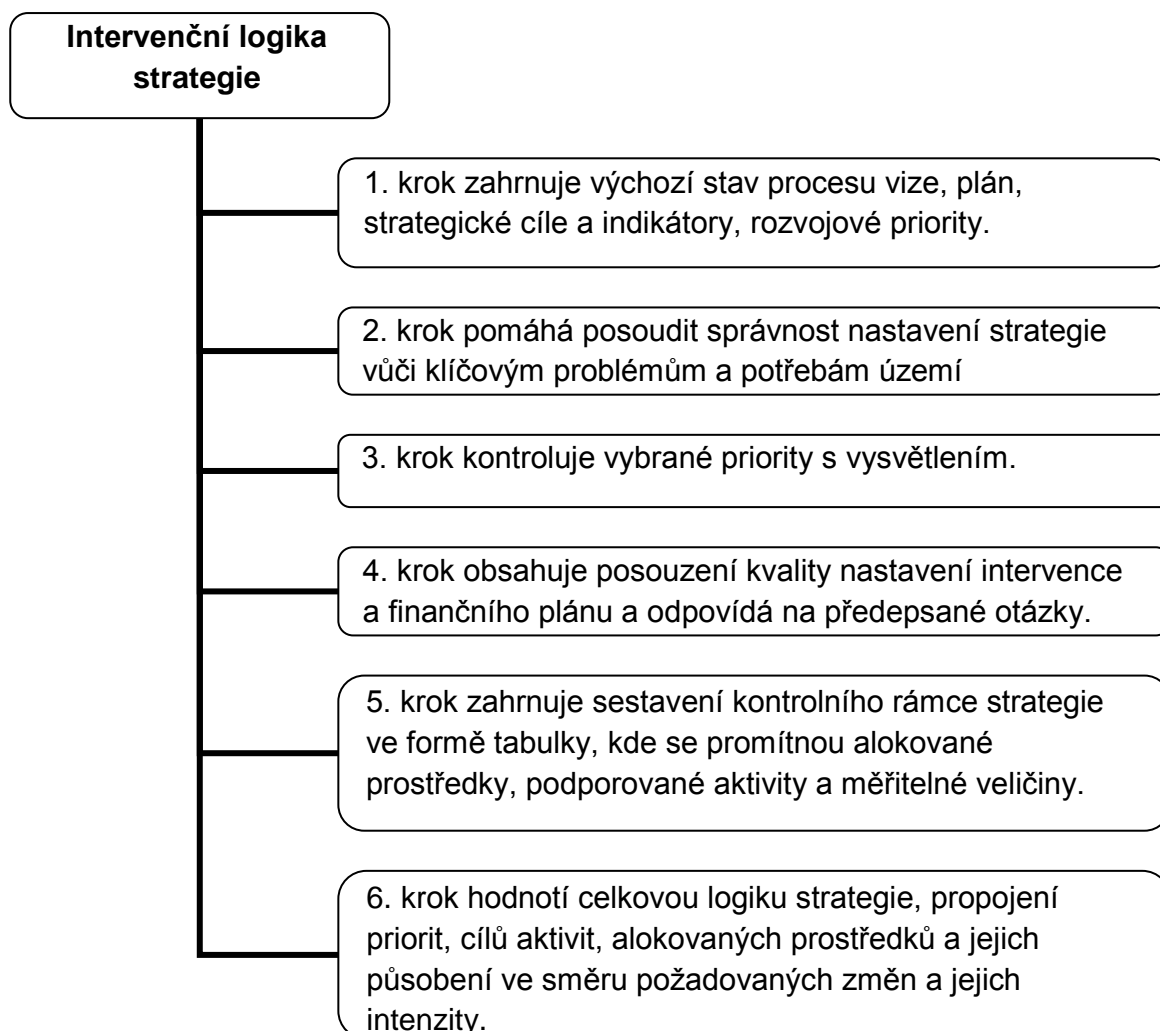 Intervenční logika
strategie
1. krok zahrnuje výchozí stav procesu vize, plán,
strategické cíle a indikátory, rozvojové priority.
2. krok pomáhá posoudit správnost nastavení strategie
vůči klíčovým problémům a potřebám území
3. krok kontroluje vybrané priority s vysvětlením.
4. krok obsahuje posouzení kvality nastavení intervence
a finančního plánu a odpovídá na předepsané otázky.
5. krok zahrnuje sestavení kontrolního rámce strategie
ve formě tabulky, kde se promítnou alokované
prostředky, podporované aktivity a měřitelné veličiny.
6. krok hodnotí celkovou logiku strategie, propojení
priorit, cílů aktivit, alokovaných prostředků a jejich
působení ve směru požadovaných změn a jejich
intenzity.